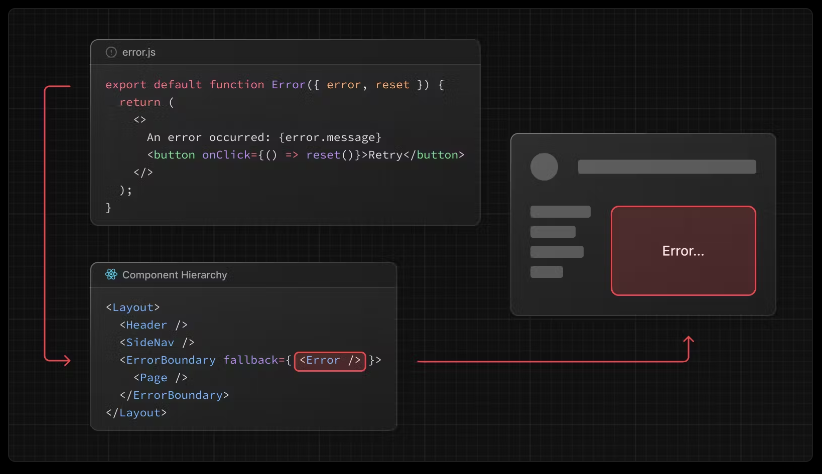 error.js
export default function Error({ error, reset }) {
return (
<>
An error occurred: {error.message}
<button onClick={() => reset()}>Retry</button>
</>
);
}
Component Hierarchy
<Layout>
<Header />
<SideNav />
<ErrorBoundary fallback={ <Error /> }>
<Page />
</ErrorBoundary>
</Layout>
Error...